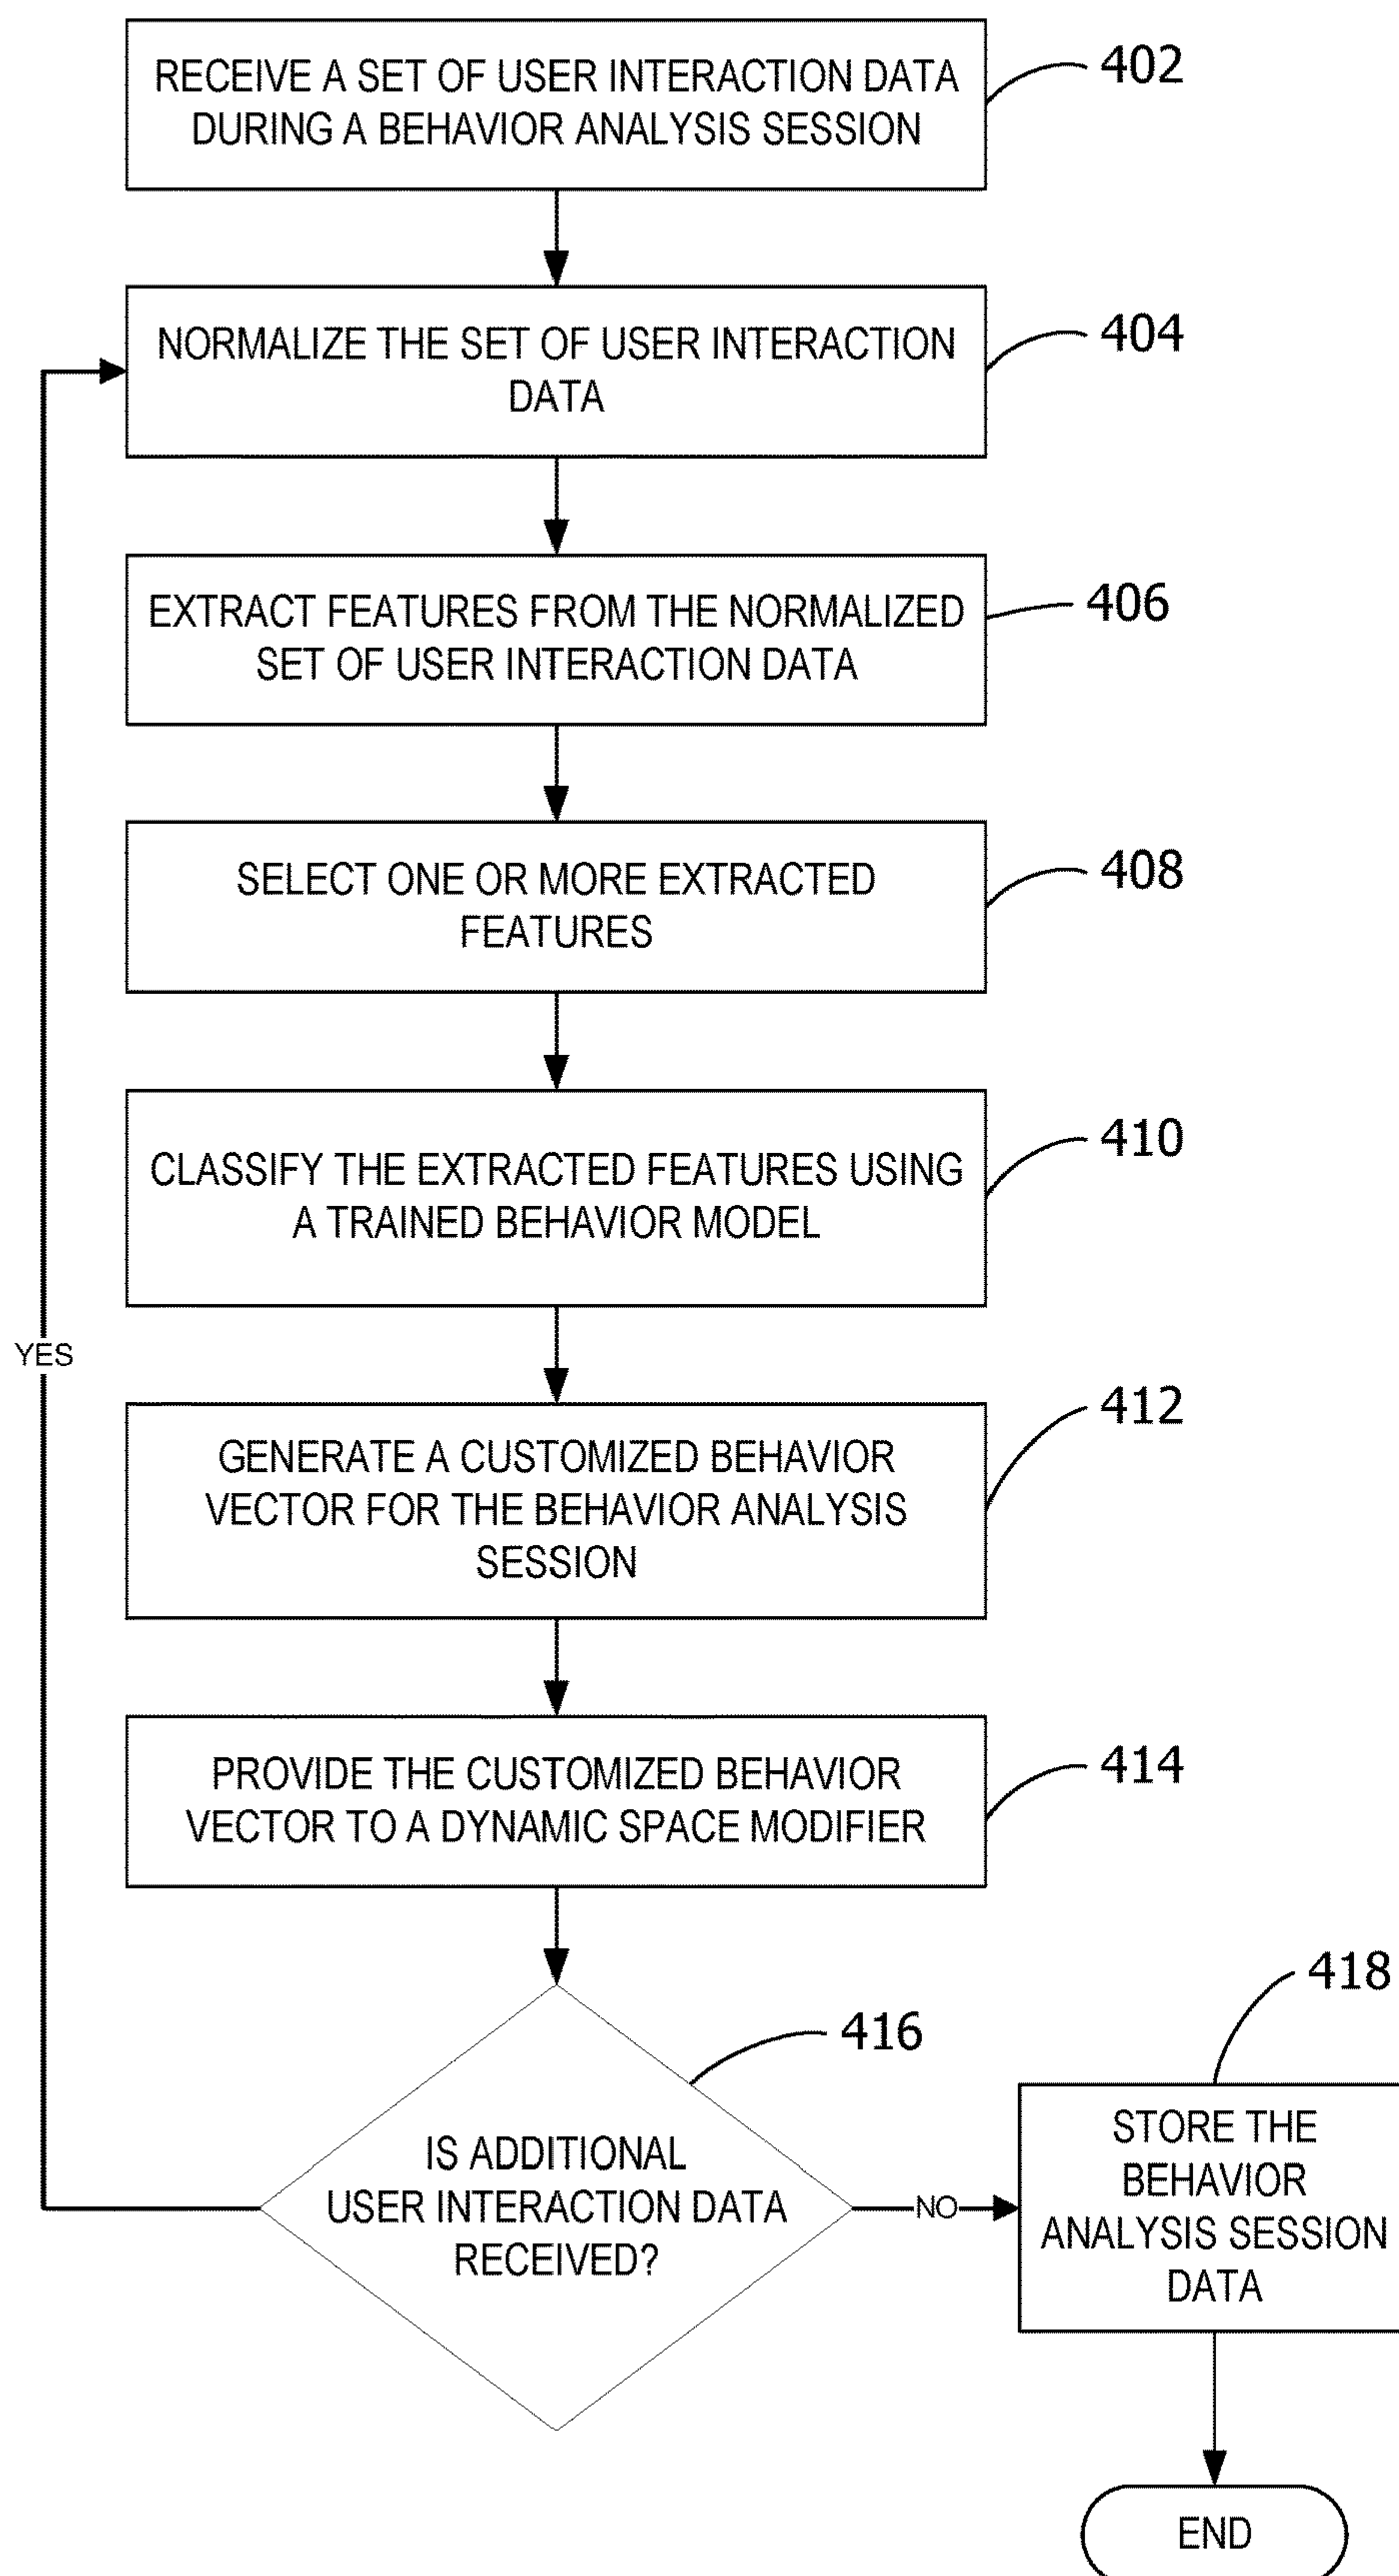 RECEIVE A SET OF USER INTERACTION DATA
DURING A BEHAVIOR ANALYSIS SESSION
402
NORMALIZE THE SET OF USER INTERACTION
DATA
404
EXTRACT FEATURES FROM THE NORMALIZED
SET OF USER INTERACTION DATA
406
SELECT ONE OR MORE EXTRACTED
FEATURES
408
CLASSIFY THE EXTRACTED FEATURES USING
A TRAINED BEHAVIOR MODEL
410
YES
GENERATE A CUSTOMIZED BEHAVIOR
VECTOR FOR THE BEHAVIOR ANALYSIS
SESSION
412
PROVIDE THE CUSTOMIZED BEHAVIOR
VECTOR TO A DYNAMIC SPACE MODIFIER
414
IS ADDITIONAL
USER INTERACTION DATA
RECEIVED?
416
NO
STORE THE
BEHAVIOR
ANALYSIS SESSION
DATA
418
END